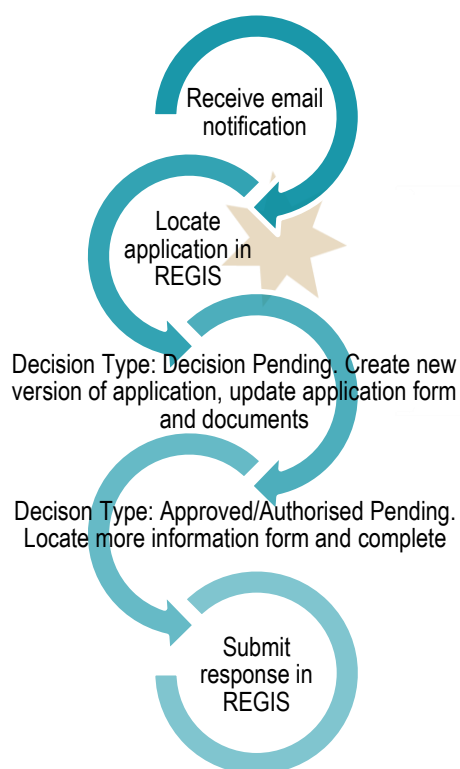 Receive email
notification
Locate
application in
REGIS
Decision Type: Decision Pending. Create new
version of application, update application form
and documents
Decison Type: Approved/Authorised Pending.
Locate more information form and complete
Submit
response in
REGIS